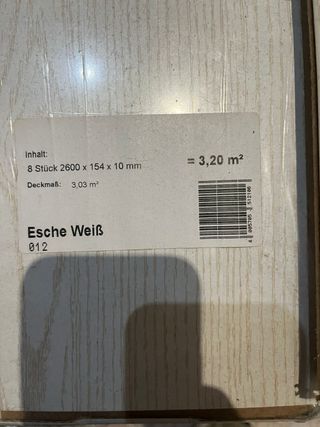 Inhalt:
8 Stück 2600 x 154 x 10 mm = 3,20 m²
Deckmaß: 3,03 m²
Esche Weiß
012